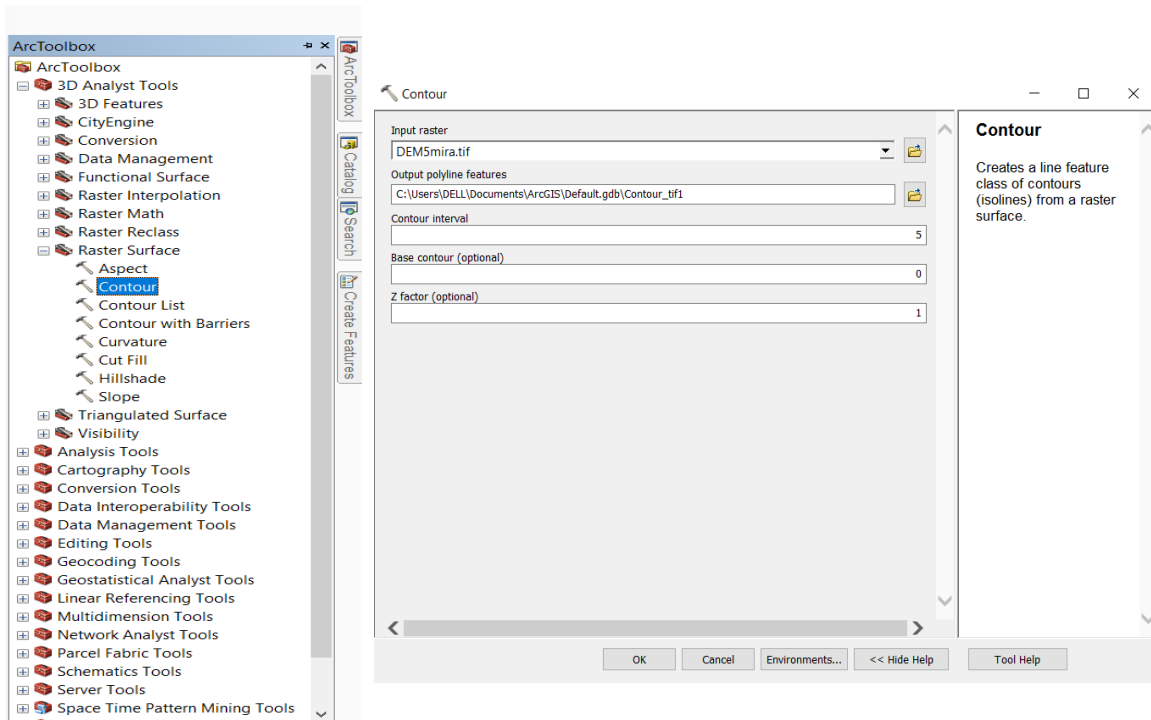 ArcToolbox
ArcToolbox
3D Analyst Tools
3D Features
CityEngine
Conversion
Data Management
Functional Surface
Raster Interpolation
Raster Math
Raster Reclass
Raster Surface
Aspect
Contour
Contour List
Contour with Barriers
Curvature
Cut Fill
Hillshade
Slope
Triangulated Surface
Visibility
Analysis Tools
Cartography Tools
Conversion Tools
Data Interoperability Tools
Data Management Tools
Editing Tools
Geocoding Tools
Geostatistical Analyst Tools
Linear Referencing Tools
Multidimension Tools
Network Analyst Tools
Parcel Fabric Tools
Schematics Tools
Server Tools
Space Time Pattern Mining Tools
ArcToolbox
Catalog
Search
Create Features
Contour
Input raster
DEM5mira.tif
Output polyline features
C:\Users\DELL\Documents\ArcGIS\Default.gdb\Contour_tif1
Contour interval
5
Base contour (optional)
0
Z factor (optional)
1
OK
Cancel
Environments...
<< Hide Help
Tool Help
Contour
Creates a line feature
class of contours
(isolines) from a raster
surface.